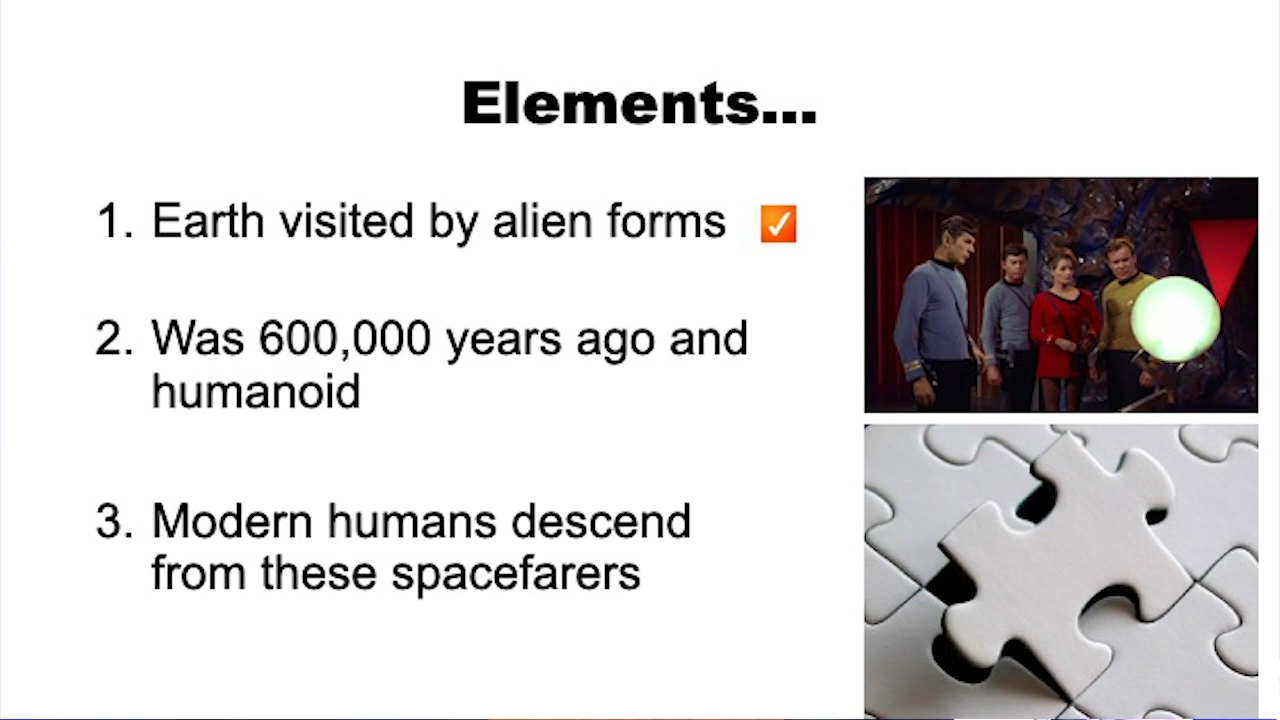 Elements...
1. Earth visited by alien forms
2. Was 600,000 years ago and
humanoid
3. Modern humans descend
from these spacefarers